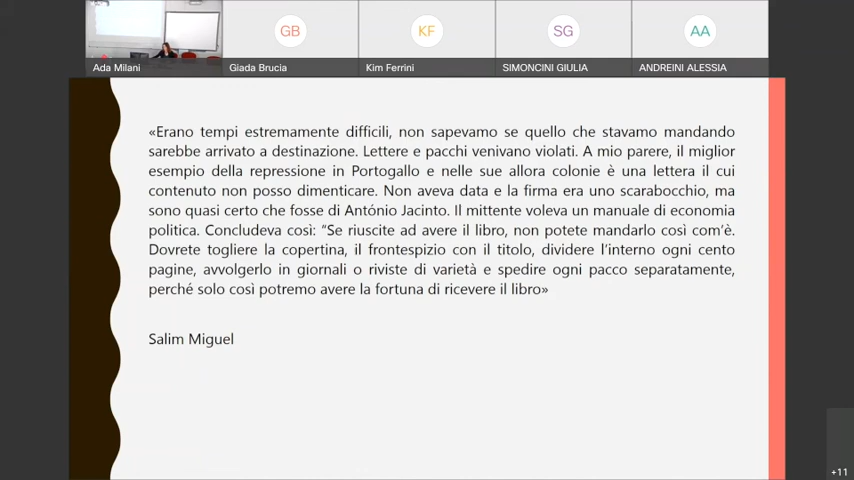 GB
KF
SG
AA
Ada Milani
Giada Brucia
Kim Ferrini
SIMONCINI GIULIA
ANDREINI ALESSIA
«Erano tempi estremamente difficili, non sapevamo se quello che stavamo mandando
sarebbe arrivato a destinazione. Lettere e pacchi venivano violati. A mio parere, il miglior
esempio della repressione in Portogallo e nelle sue allora colonie è una lettera il cui
contenuto non posso dimenticare. Non aveva data e la firma era uno scarabocchio, ma
sono quasi certo che fosse di António Jacinto. Il mittente voleva un manuale di economia
politica. Concludeva così: “Se riuscite ad avere il libro, non potete mandarlo così com’è.
Dovrete togliere la copertina, il frontespizio con il titolo, dividere l’interno ogni cento
pagine, avvolgerlo in giornali o riviste di varietà e spedire ogni pacco separatamente,
perché solo così potremo avere la fortuna di ricevere il libro»
Salim Miguel
+11